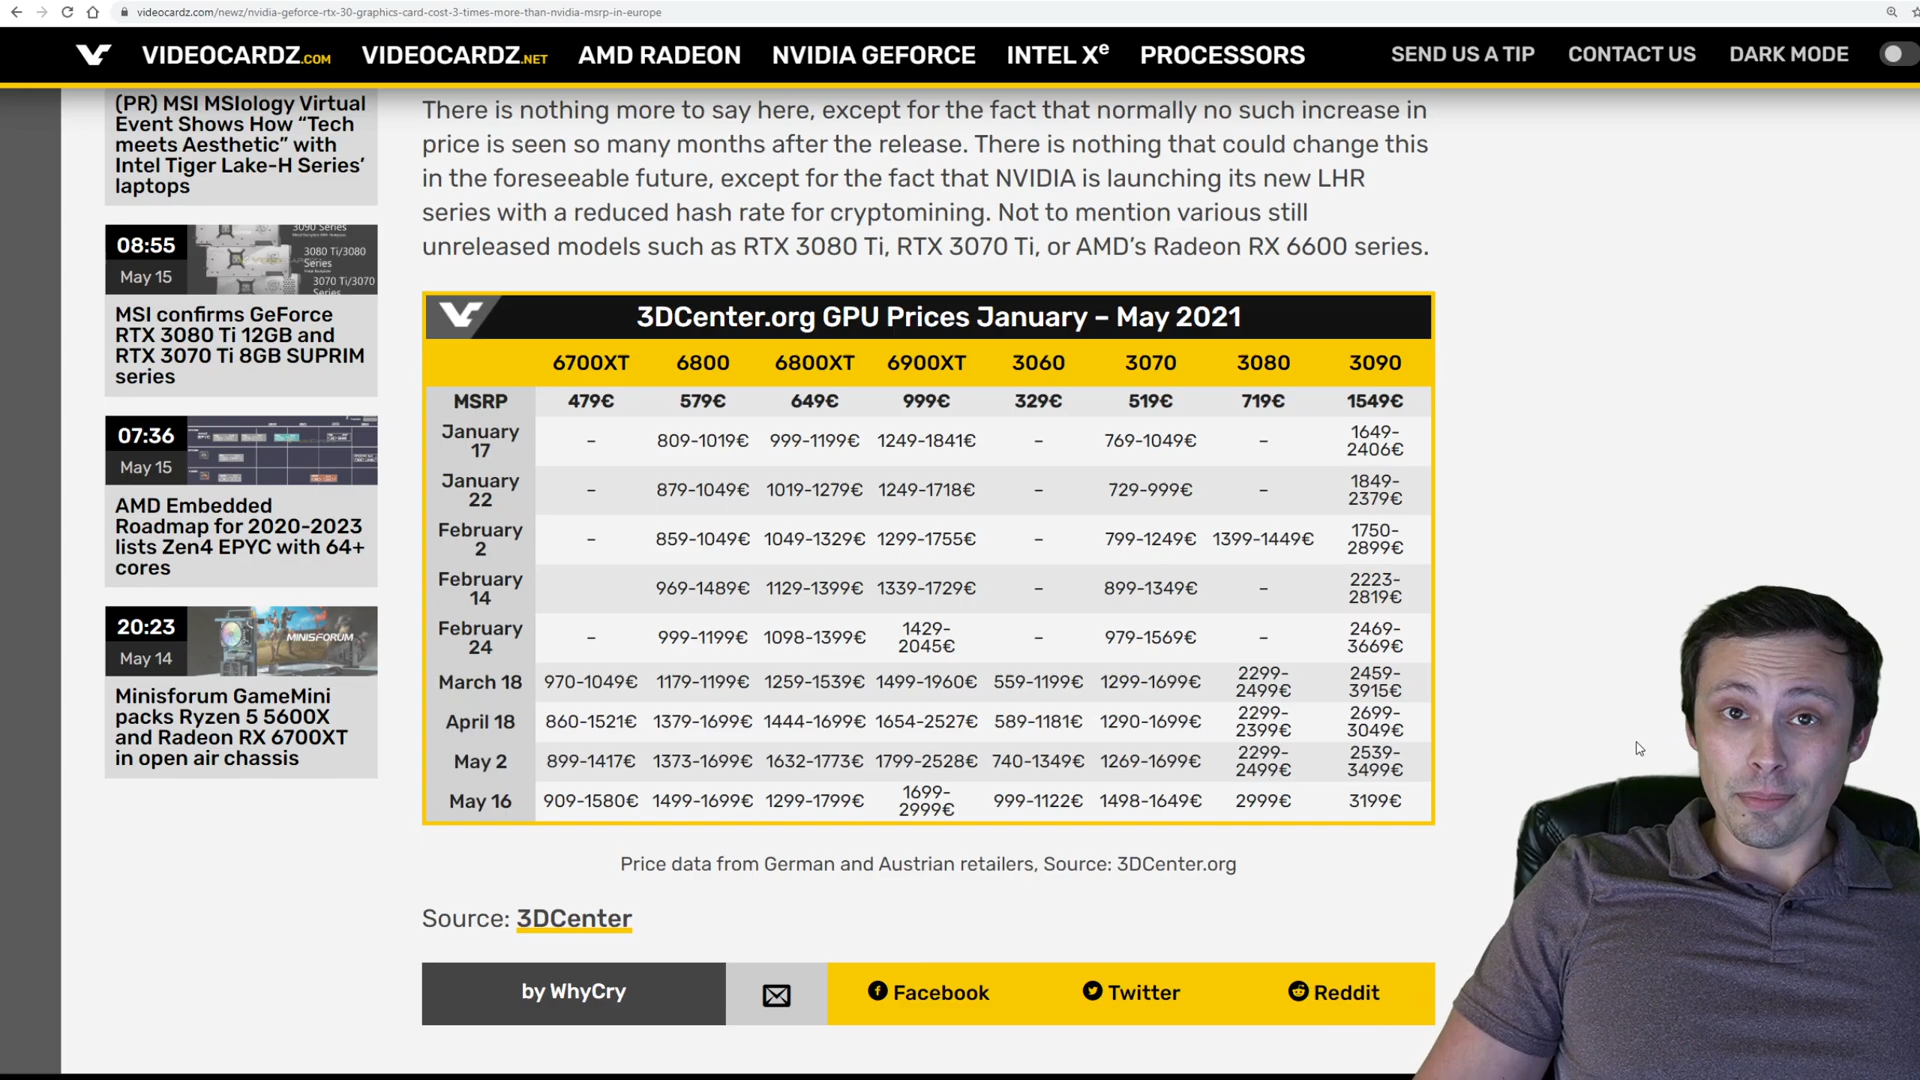 videocardz.com/newz/nvidia-geforce-rtx-30-graphics-card-cost-3-times-more-than-nvidia-msrp-in-europe
VIDEOCARDZ.COM VIDEOCARDZ.NET AMD RADEON NVIDIA GEFORCE INTEL Xe PROCESSORS SEND US A TIP CONTACT US DARK MODE
(PR) MSI MSIology Virtual
Event Shows How “Tech
meets Aesthetic” with
Intel Tiger Lake-H Series’
laptops
08:55
May 15
3090 Series
3080 Ti/3080
Series
3070 Ti/3070
Series
MSI confirms GeForce
RTX 3080 Ti 12GB and
RTX 3070 Ti 8GB SUPRIM
series
07:36
May 15
AMD Embedded
Roadmap for 2020-2023
lists Zen4 EPYC with 64+
cores
20:23
May 14
MINISFORUM
Minisforum GameMini
packs Ryzen 5 5600X
and Radeon RX 6700XT
in open air chassis
There is nothing more to say here, except for the fact that normally no such increase in
price is seen so many months after the release. There is nothing that could change this
in the foreseeable future, except for the fact that NVIDIA is launching its new LHR
series with a reduced hash rate for cryptomining. Not to mention various still
unreleased models such as RTX 3080 Ti, RTX 3070 Ti, or AMD’s Radeon RX 6600 series.
3DCenter.org GPU Prices January – May 2021
6700XT 6800 6800XT 6900XT 3060 3070 3080 3090
MSRP 479€ 579€ 649€ 999€ 329€ 519€ 719€ 1549€
January 17 – 809-1019€ 999-1199€ 1249-1841€ – 769-1049€ – 1649-2406€
January 22 – 879-1049€ 1019-1279€ 1249-1718€ – 729-999€ – 1849-2379€
February 2 – 859-1049€ 1049-1329€ 1299-1755€ – 799-1249€ 1399-1449€ 1750-2899€
February 14 969-1489€ 1129-1399€ 1339-1729€ – 899-1349€ – 2223-2819€
February 24 – 999-1199€ 1098-1399€ 1429-2045€ – 979-1569€ – 2469-3669€
March 18 970-1049€ 1179-1199€ 1259-1539€ 1499-1960€ 559-1199€ 1299-1699€ 2299-2499€ 2459-3915€
April 18 860-1521€ 1379-1699€ 1444-1699€ 1654-2527€ 589-1181€ 1290-1699€ 2299-2399€ 2699-3049€
May 2 899-1417€ 1373-1699€ 1632-1773€ 1799-2528€ 740-1349€ 1269-1699€ 2299-2499€ 2539-3499€
May 16 909-1580€ 1499-1699€ 1299-1799€ 1699-2999€ 999-1122€ 1498-1649€ 2999€ 3199€
Price data from German and Austrian retailers, Source: 3DCenter.org
Source: 3DCenter
by WhyCry Facebook Twitter Reddit